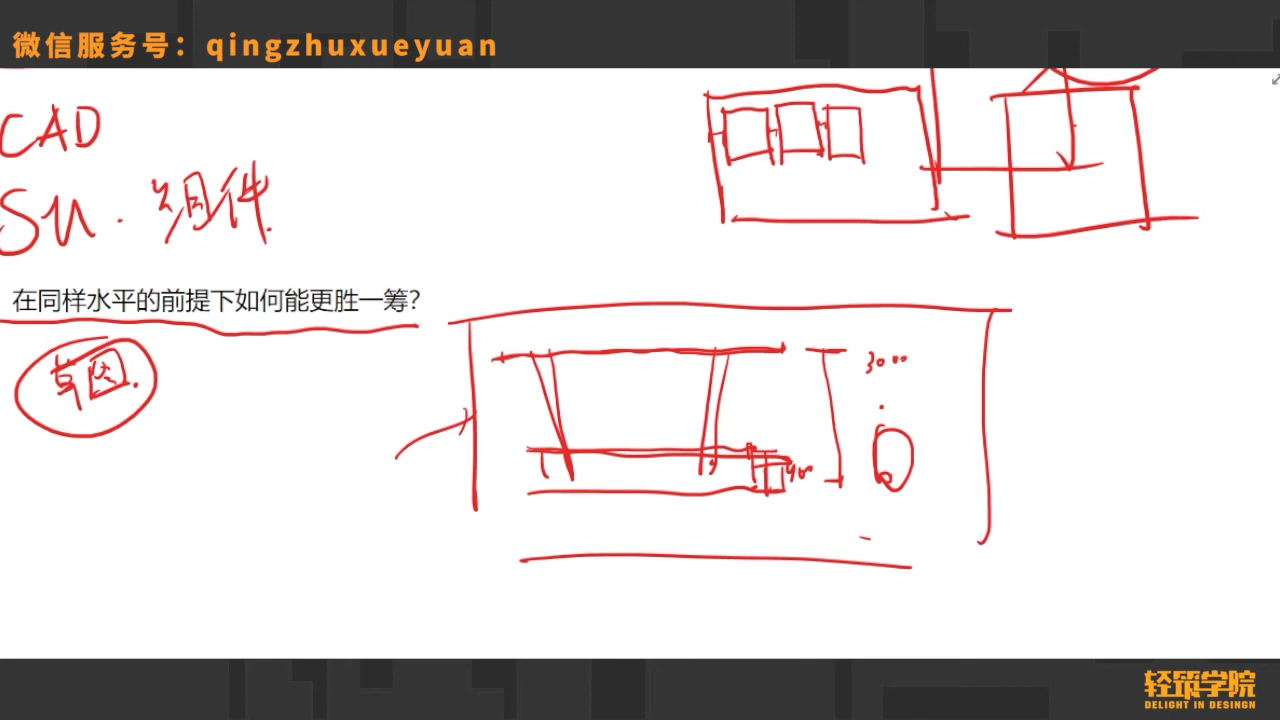 微信服务号：qingzhuxueyuan
CAD
SU.组件
在同样水平的前提下如何能更胜一筹?
草图.
3000
400
轻筑学院
DELIGHT IN DESINGN